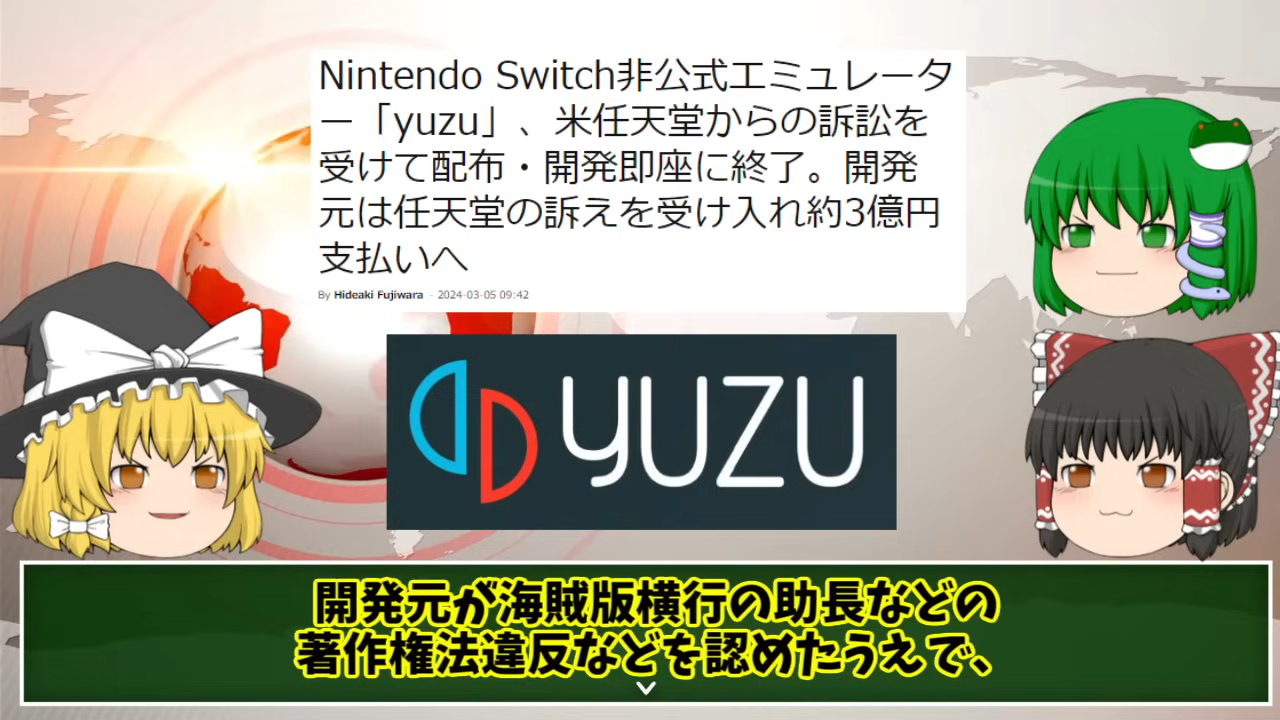 Nintendo Switch非公式エミュレータ
ー「yuzu」、米任天堂からの訴訟を
受けて配布・開発即座に終了。開発
元は任天堂の訴えを受け入れ約3億円
支払いへ
By Hideaki Fujiwara - 2024-03-05 09:42
yuzu
開発元が海賊版横行の助長などの
著作権法違反などを認めたうえで、